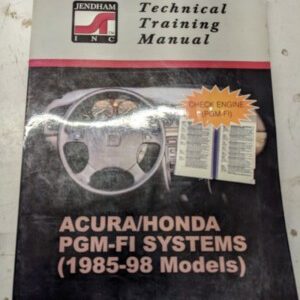 JENDHAM
INC
Technical
Training
Manual
CHECK ENGINE
(PGM-FI)
ACURA/HONDA
PGM-FI SYSTEMS
(1985-98 Models)